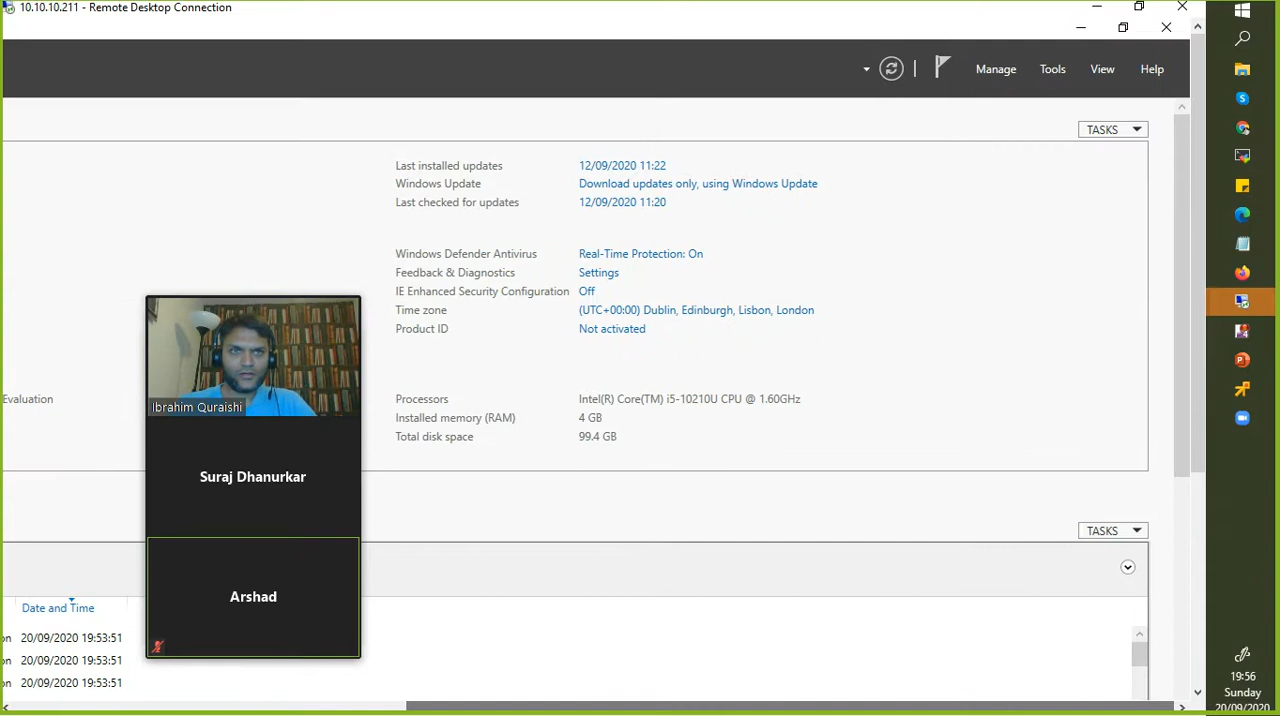 10.10.10.211 - Remote Desktop Connection
Manage Tools View Help
TASKS
Last installed updates 12/09/2020 11:22
Windows Update Download updates only, using Windows Update
Last checked for updates 12/09/2020 11:20
Windows Defender Antivirus Real-Time Protection: On
Feedback & Diagnostics Settings
IE Enhanced Security Configuration Off
Time zone (UTC+00:00) Dublin, Edinburgh, Lisbon, London
Product ID Not activated
Evaluation Processors Intel(R) Core(TM) i5-10210U CPU @ 1.60GHz
Installed memory (RAM) 4 GB
Total disk space 99.4 GB
Ibrahim Quraishi
Suraj Dhanurkar
Arshad
TASKS
Date and Time
on 20/09/2020 19:53:51
on 20/09/2020 19:53:51
on 20/09/2020 19:53:51
19:56
Sunday
20/09/2020